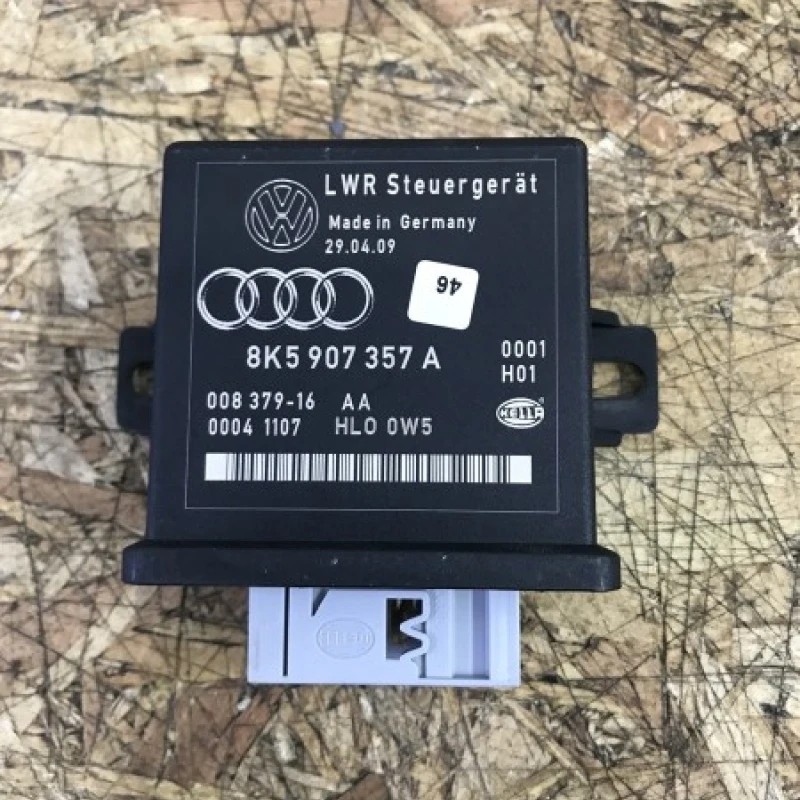 LWR Steuergerät
Made in Germany
29.04.09
46
8K5 907 357 A
0001
H01
008 379-16 AA
0004 1107 HLO 0W5
HELLA
HELLA